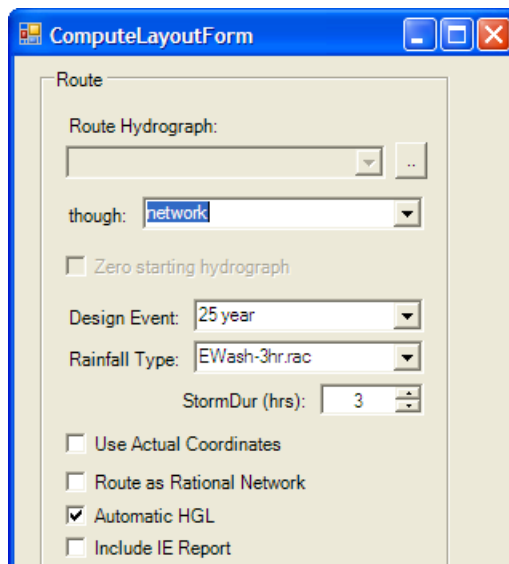 ComputeLayoutForm
Route
Route Hydrograph:
..
though: network
Zero starting hydrograph
Design Event: 25 year
Rainfall Type: EWash-3hr.rac
StormDur (hrs): 3
Use Actual Coordinates
Route as Rational Network
Automatic HGL
Include IE Report